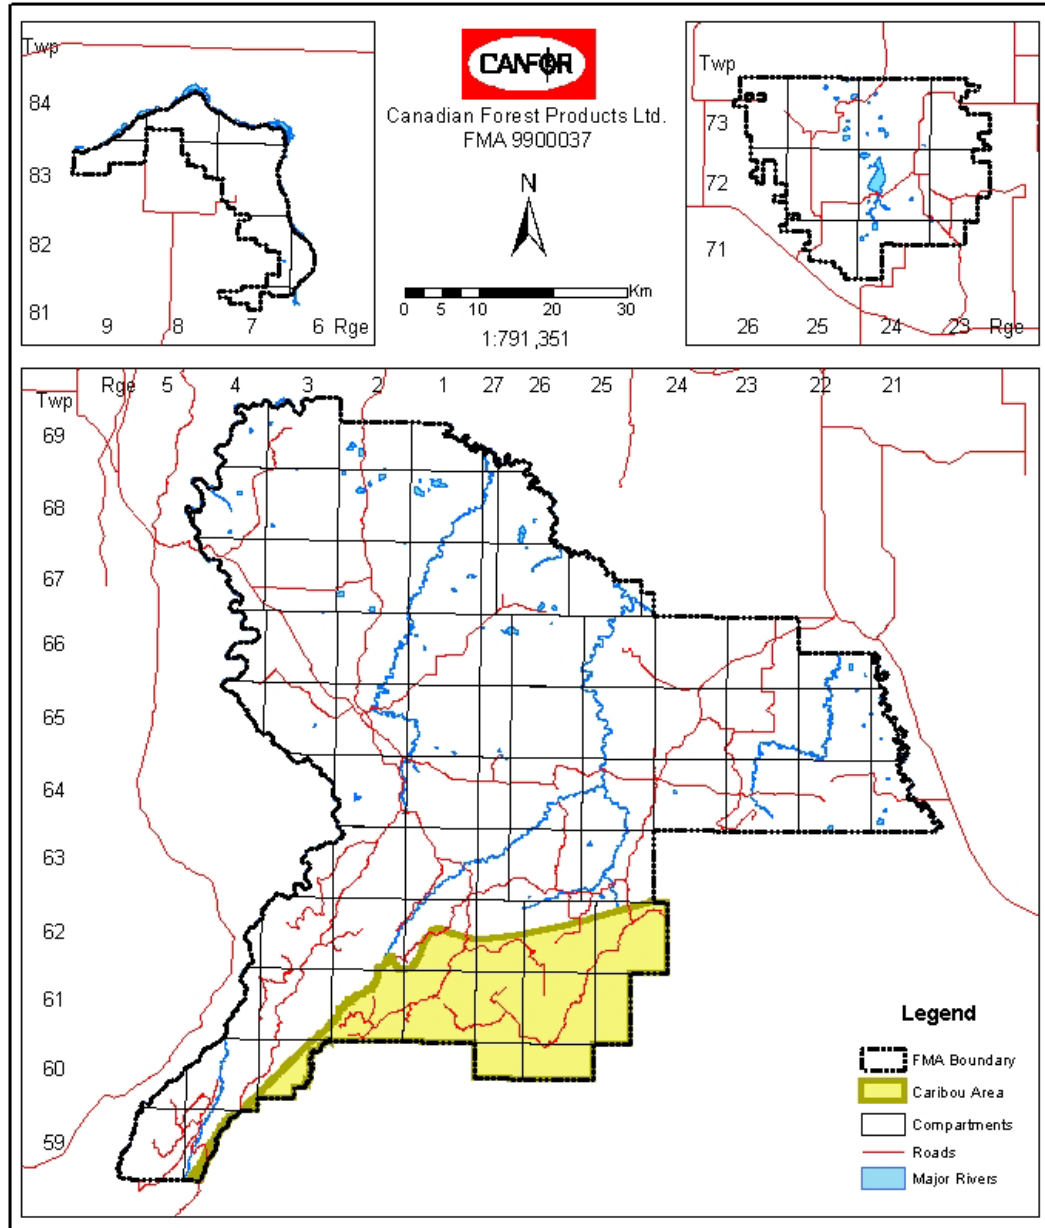 Twp
84
83
82
81
9 8 7 6 Rge
CANFOR
Canadian Forest Products Ltd.
FMA 9900037
N
Km
0 5 10 20 30
1:791,351
Twp
73
72
71
26 25 24 23 Rge
Rge 5 4 3 2 1 27 26 25 24 23 22 21
Twp
69
68
67
66
65
64
63
62
61
60
59
Legend
FMA Boundary
Caribou Area
Compartments
Roads
Major Rivers